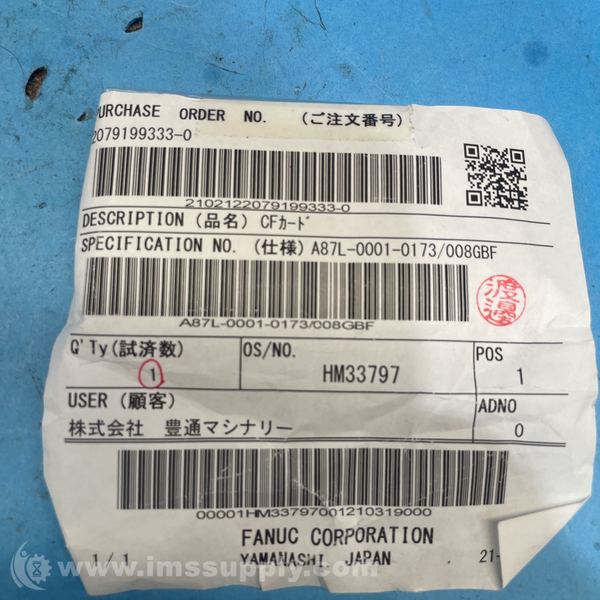 PURCHASE ORDER NO. (ご注文番号)
2079199333-0
2102122079199333-0
DESCRIPTION (品名) CFカード
SPECIFICATION NO. (仕様) A87L-0001-0173/008GBF
A87L-0001-0173/008GBF
渡邉
G'Ty(試済数) OS/NO. POS
1 HM33797 1
USER (顧客) ADNO
株式会社 豊通マシナリー 0
00001HM33797001210319000
FANUC CORPORATION
1/1 YAMANASHI JAPAN 21-
www.imssupply.com